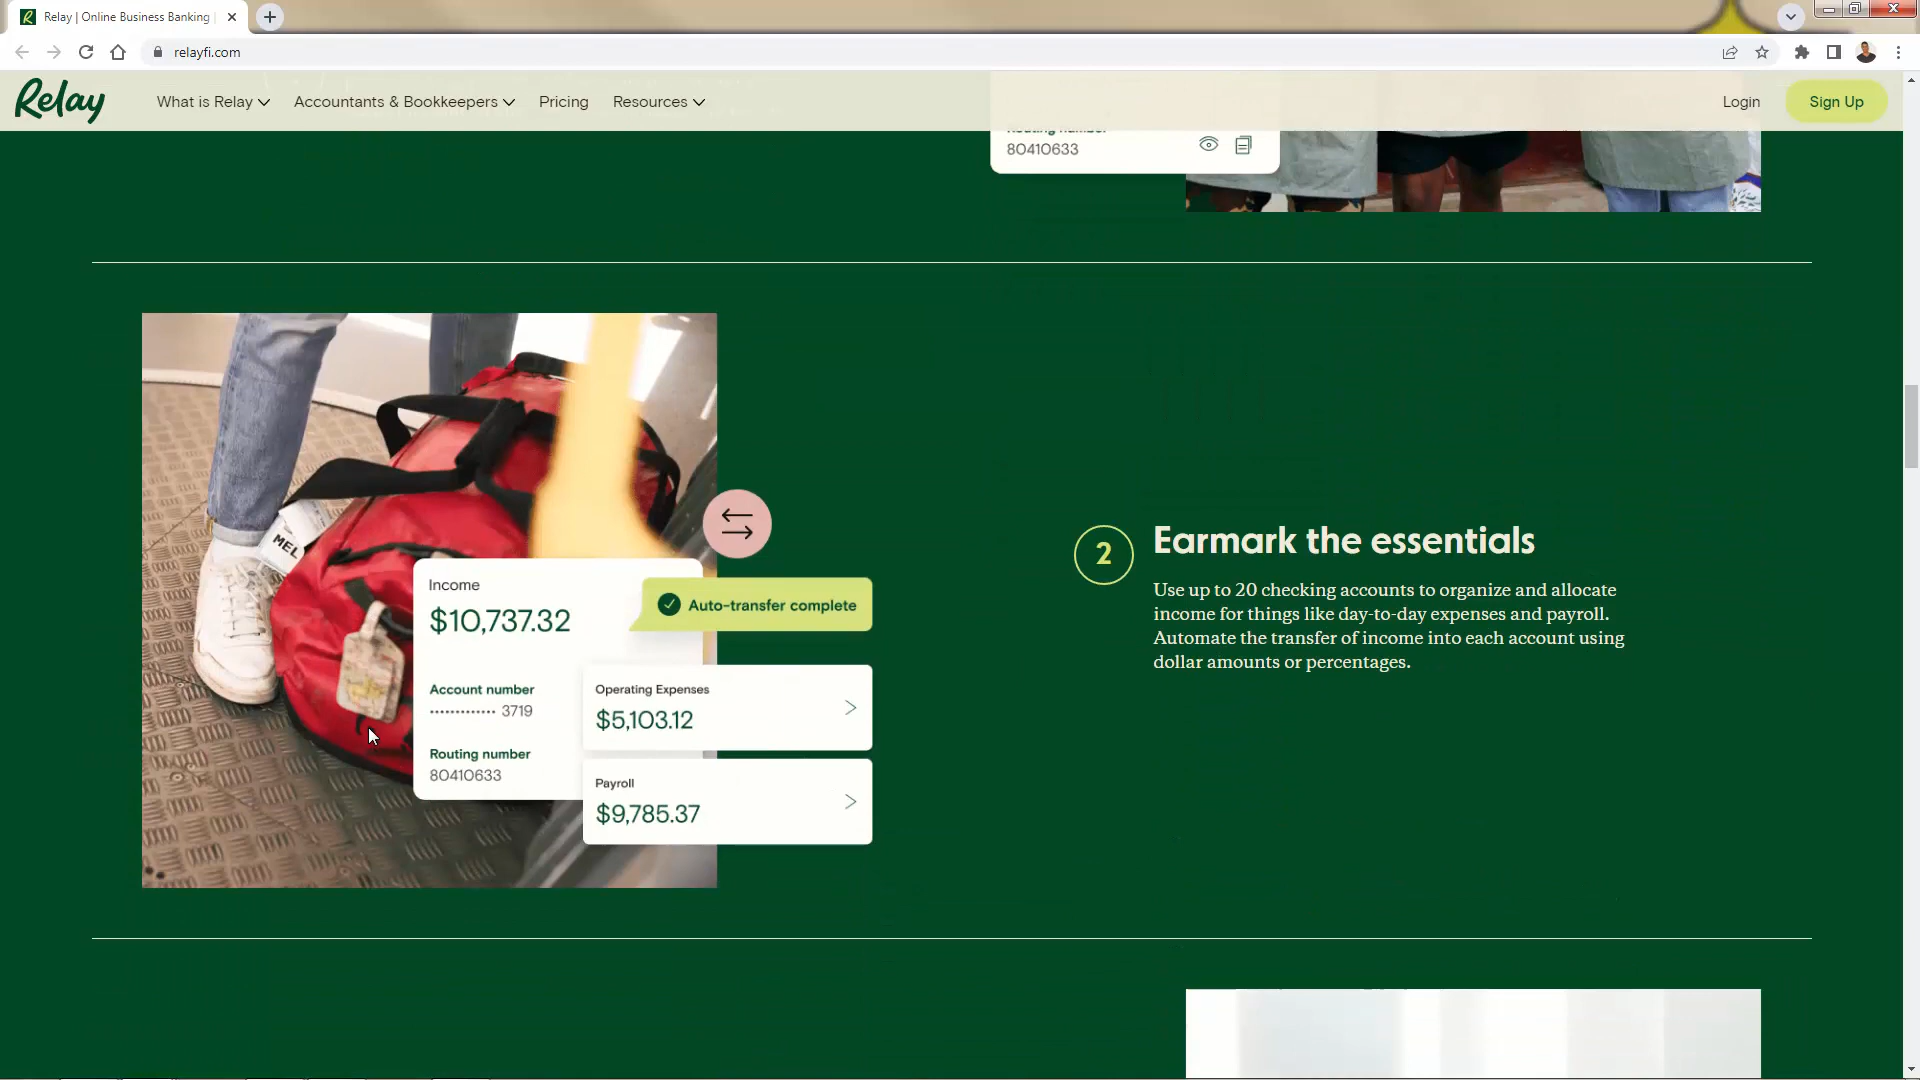 Relay | Online Business Banking |
relayfi.com
Relay
What is Relay
Accountants & Bookkeepers
Pricing
Resources
Login
Sign Up
80410633
MEL
Income
$10,737.32
Auto-transfer complete
Account number
············· 3719
Routing number
80410633
Operating Expenses
$5,103.12
Payroll
$9,785.37
2
Earmark the essentials
Use up to 20 checking accounts to organize and allocate
income for things like day-to-day expenses and payroll.
Automate the transfer of income into each account using
dollar amounts or percentages.